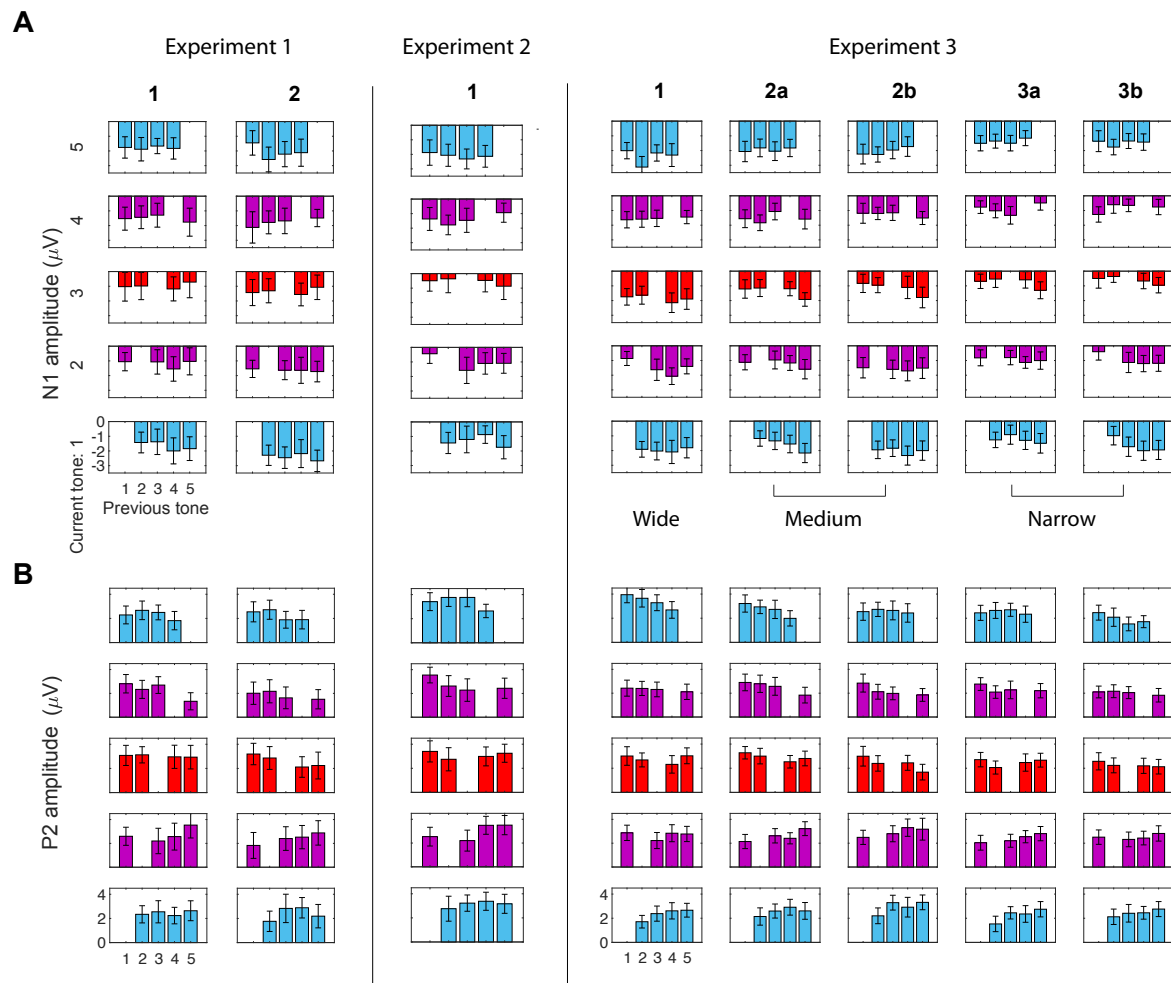 A
Experiment 1
Experiment 2
Experiment 3
1
2
1
1
2a
2b
3a
3b
N1 amplitude (μV)
5
4
3
2
Current tone: 1
0
-1
-2
-3
1 2 3 4 5
Previous tone
Wide
Medium
Narrow
B
P2 amplitude (μV)
4
2
0
1 2 3 4 5
4
2
0
1 2 3 4 5